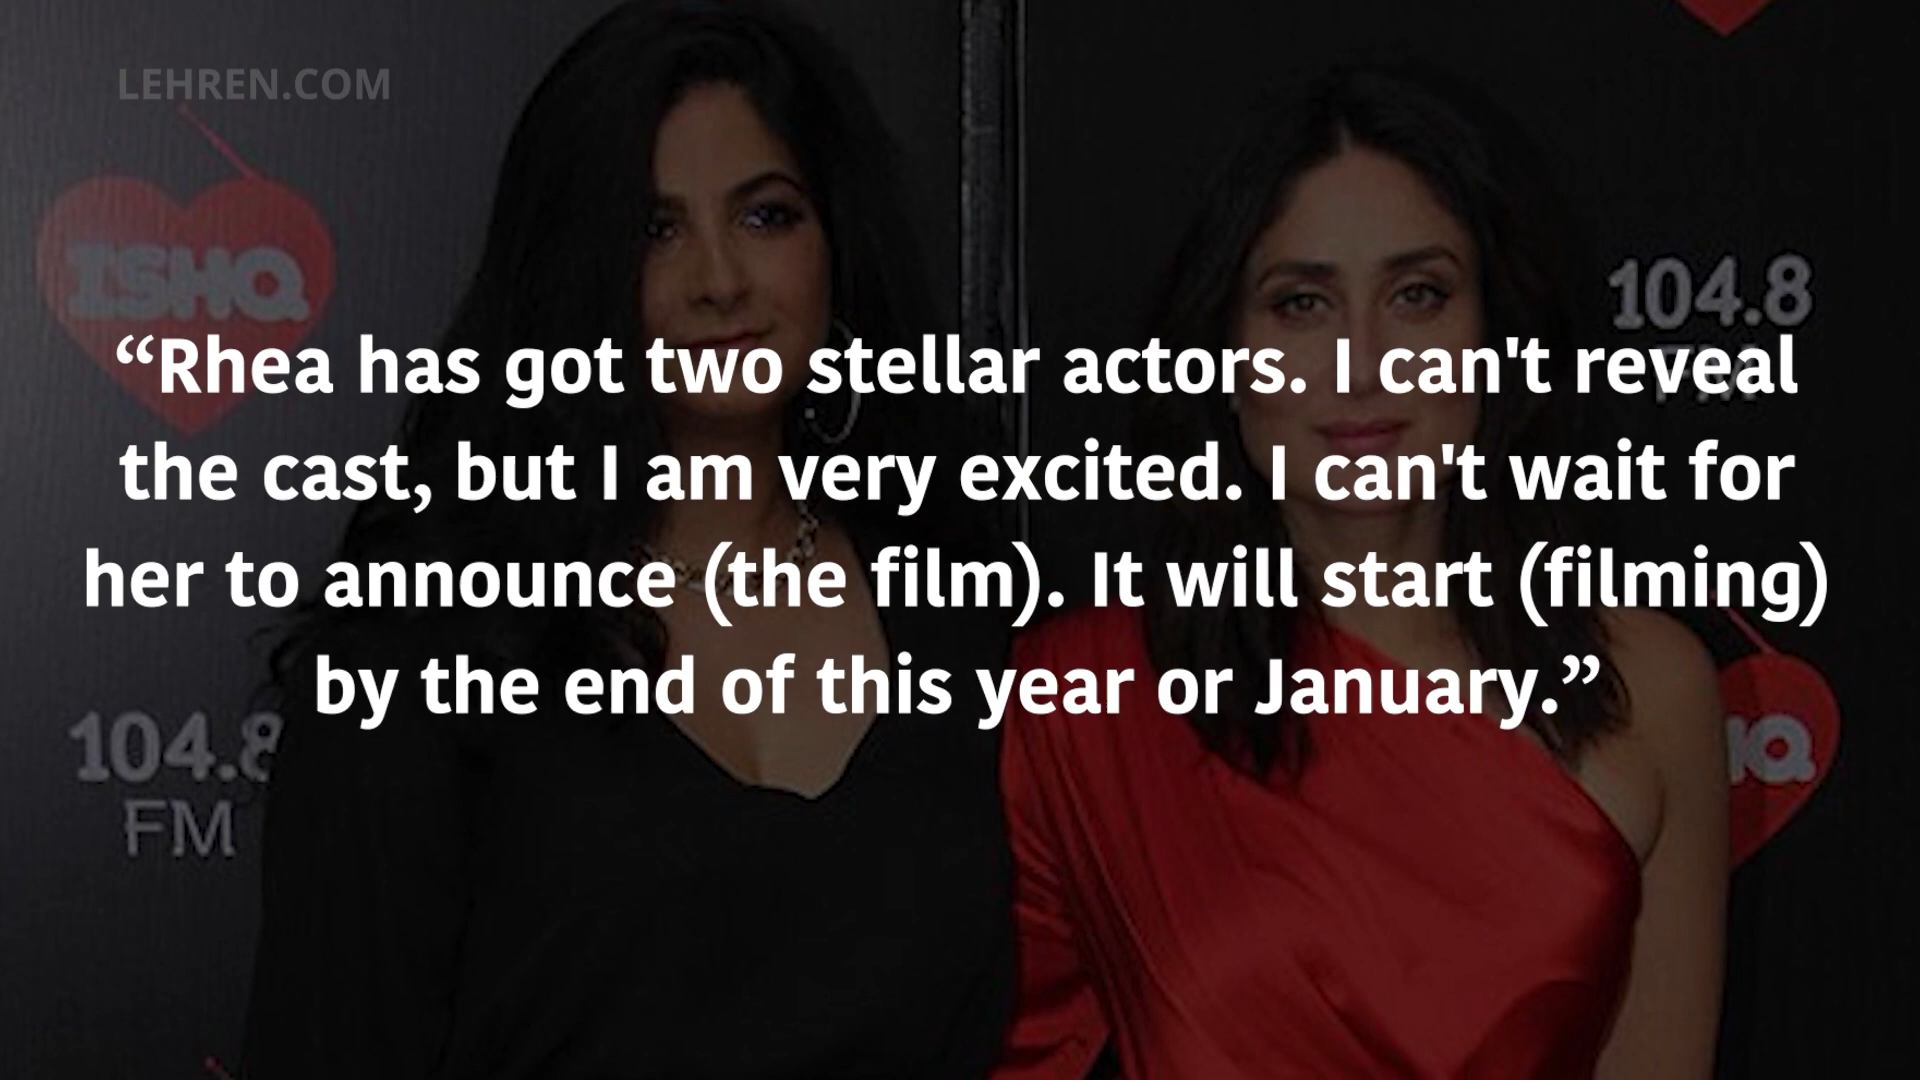 LEHREN.COM
ISHQ
104.8
“Rhea has got two stellar actors. I can't reveal
the cast, but I am very excited. I can't wait for
her to announce (the film). It will start (filming)
by the end of this year or January.”
104.8
FM